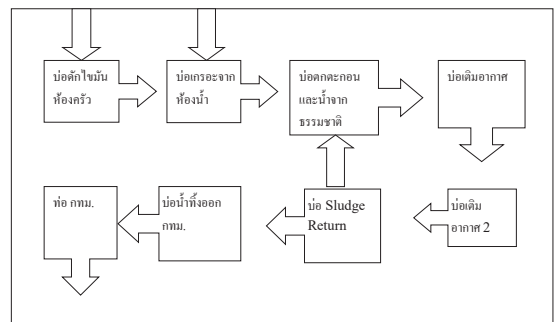 บ่อดักไขมัน
ห้องครัว
บ่อเกรอะจาก
ห้องน้ำ
บ่อตกตะกอน
และน้ำจาก
ธรรมชาติ
บ่อเติมอากาศ
ท่อ กทม.
บ่อน้ำทิ้งออก
กทม.
บ่อ Sludge
Return
บ่อเติม
อากาศ 2